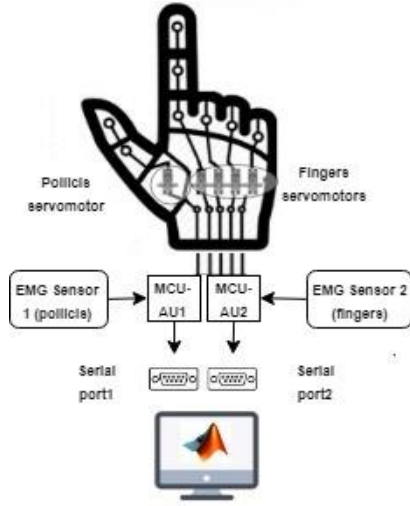 Pollicis
servomotor
Fingers
servomotors
EMG Sensor
1 (pollicis)
MCU-
AU1
MCU-
AU2
EMG Sensor 2
(fingers)
Serial
port1
Serial
port2